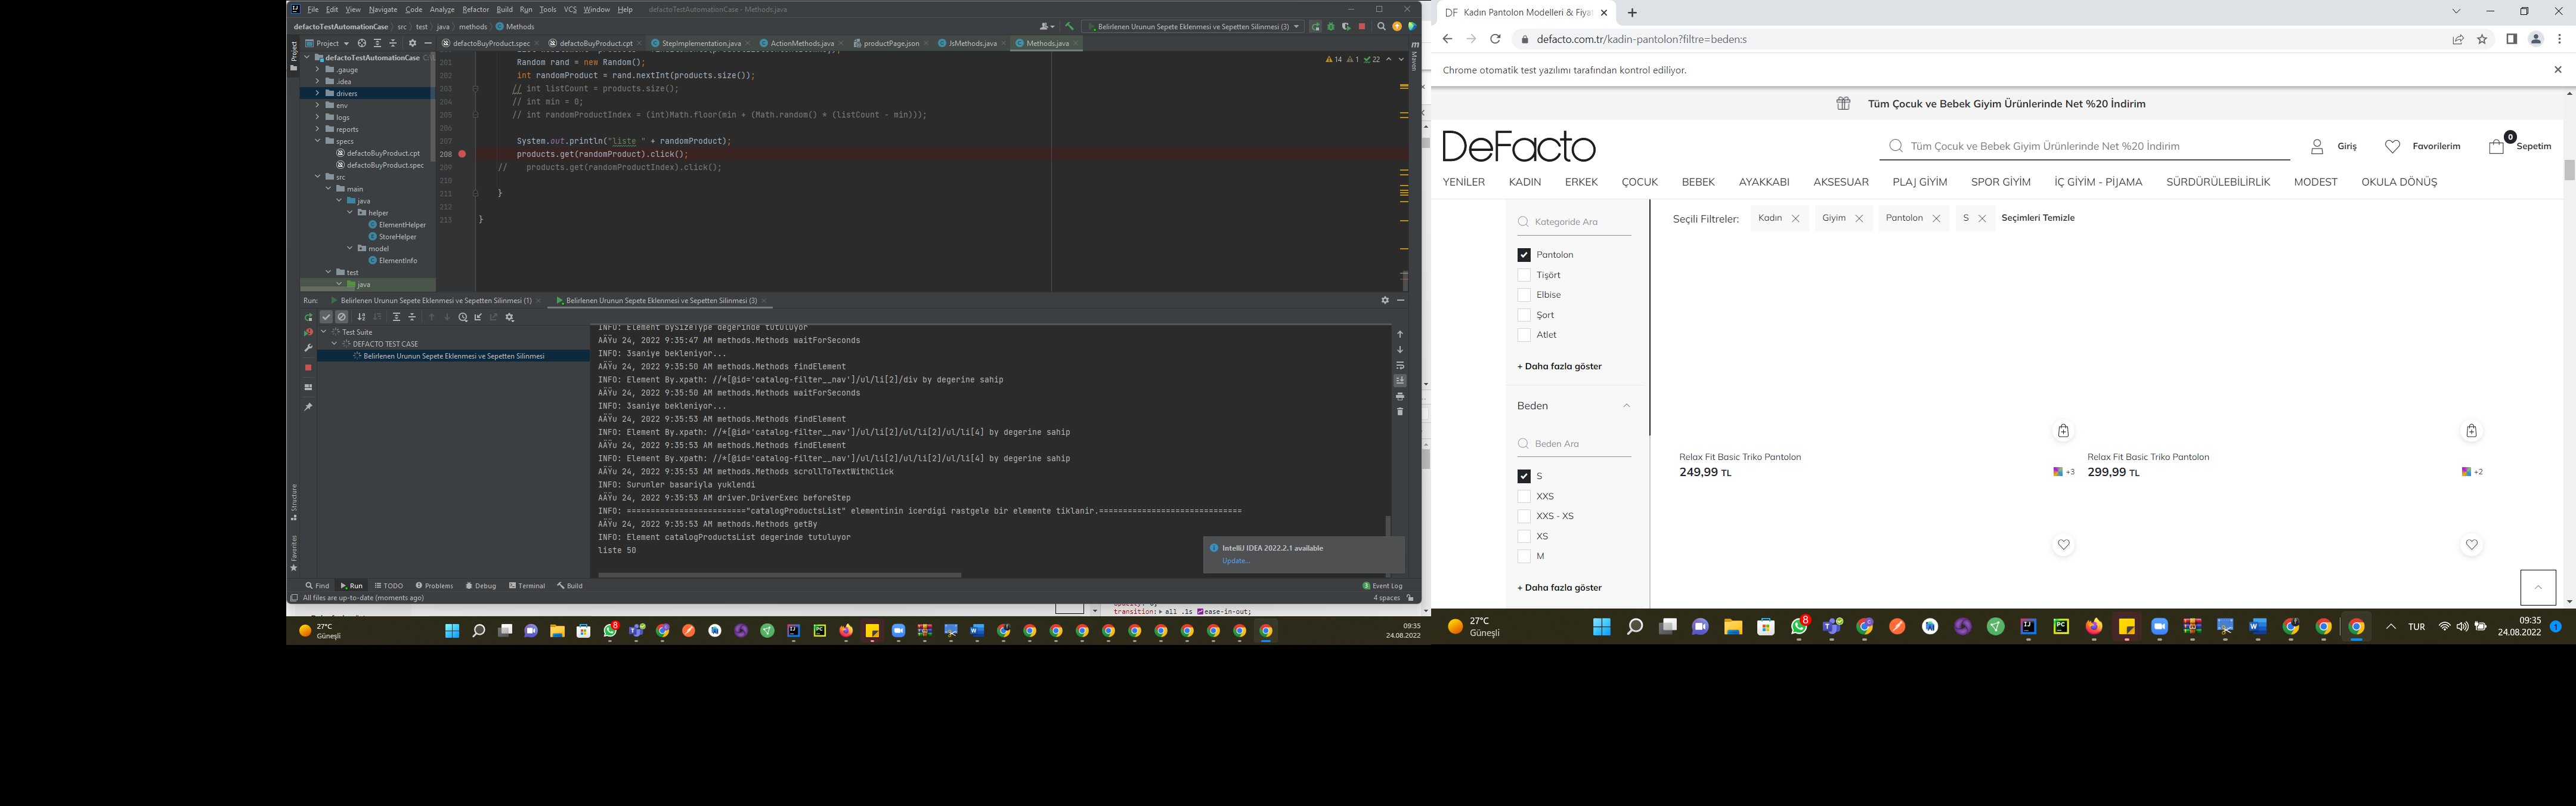 File Edit View Navigate Code Analyze Refactor Build Run Tools VCS Window Help defactoTestAutomationCase - Methods.java
defactoTestAutomationCase src test java methods Methods
Belirlenen Urunun Sepete Eklenmesi ve Sepetten Silinmesi (3)
Project
defactoBuyProduct.spec defactoBuyProduct.cpt StepImplementation.java ActionMethods.java productPage.json JsMethods.java Methods.java
Project
Maven
defactoTestAutomationCase
.gauge
.idea
drivers
env
logs
reports
specs
defactoBuyProduct.cpt
defactoBuyProduct.spec
src
main
java
helper
ElementHelper
StoreHelper
model
ElementInfo
test
java
14 1 22
201 Random rand = new Random();
202 int randomProduct = rand.nextInt(products.size());
203 // int listCount = products.size();
204 // int min = 0;
205 // int randomProductIndex = (int)Math.floor(min + (Math.random() * (listCount - min)));
206
207 System.out.println("liste " + randomProduct);
208 products.get(randomProduct).click();
209 // products.get(randomProductIndex).click();
210
211 }
212
213 }
Run: Belirlenen Urunun Sepete Eklenmesi ve Sepetten Silinmesi (1) Belirlenen Urunun Sepete Eklenmesi ve Sepetten Silinmesi (3)
Test Suite
DEFACTO TEST CASE
Belirlenen Urunun Sepete Eklenmesi ve Sepetten Silinmesi
Structure
Favorites
INFO: Element bySizeType degerinde tutuluyor
AÄŸu 24, 2022 9:35:47 AM methods.Methods waitForSeconds
INFO: 3saniye bekleniyor...
AÄŸu 24, 2022 9:35:50 AM methods.Methods findElement
INFO: Element By.xpath: //*[@id='catalog-filter__nav']/ul/li[2]/div by degerine sahip
AÄŸu 24, 2022 9:35:50 AM methods.Methods waitForSeconds
INFO: 3saniye bekleniyor...
AÄŸu 24, 2022 9:35:53 AM methods.Methods findElement
INFO: Element By.xpath: //*[@id='catalog-filter__nav']/ul/li[2]/ul/li[2]/ul/li[4] by degerine sahip
AÄŸu 24, 2022 9:35:53 AM methods.Methods findElement
INFO: Element By.xpath: //*[@id='catalog-filter__nav']/ul/li[2]/ul/li[2]/ul/li[4] by degerine sahip
AÄŸu 24, 2022 9:35:53 AM methods.Methods scrollToTextWithClick
INFO: Surunler basariyla yuklendi
AÄŸu 24, 2022 9:35:53 AM driver.DriverExec beforeStep
INFO: ========================="catalogProductsList" elementinin icerdigi rastgele bir elemente tiklanir.==============================
AÄŸu 24, 2022 9:35:53 AM methods.Methods getBy
INFO: Element catalogProductsList degerinde tutuluyor
liste 50
IntelliJ IDEA 2022.2.1 available
Update...
Find Run TODO Problems Debug Terminal Build Event Log
All files are up-to-date (moments ago) 4 spaces
transition: all .1s ease-in-out;
27°C
Güneşli
8
09:35
24.08.2022
DF Kadın Pantolon Modelleri & Fiya
defacto.com.tr/kadin-pantolon?filtre=beden:s
Chrome otomatik test yazılımı tarafından kontrol ediliyor.
Tüm Çocuk ve Bebek Giyim Ürünlerinde Net %20 İndirim
DeFacto
Tüm Çocuk ve Bebek Giyim Ürünlerinde Net %20 İndirim
Giriş Favorilerim 0 Sepetim
YENİLER KADIN ERKEK ÇOCUK BEBEK AYAKKABI AKSESUAR PLAJ GİYİM SPOR GİYİM İÇ GİYİM - PİJAMA SÜRDÜRÜLEBİLİRLİK MODEST OKULA DÖNÜŞ
Kategoride Ara
Pantolon
Tişört
Elbise
Şort
Atlet
+ Daha fazla göster
Beden
Beden Ara
S
XXS
XXS - XS
XS
M
+ Daha fazla göster
Seçili Filtreler: Kadın Giyim Pantolon S Seçimleri Temizle
Relax Fit Basic Triko Pantolon
249,99 TL
+3
Relax Fit Basic Triko Pantolon
299,99 TL
+2
27°C
Güneşli
8
TUR
09:35
24.08.2022
1